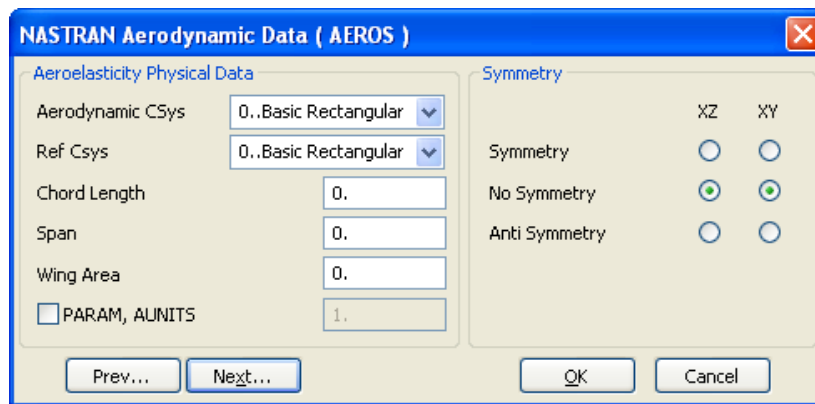 NASTRAN Aerodynamic Data ( AEROS )
Aeroelasticity Physical Data
Aerodynamic CSys 0..Basic Rectangular
Ref Csys 0..Basic Rectangular
Chord Length 0.
Span 0.
Wing Area 0.
PARAM, AUNITS 1.
Symmetry
XZ XY
Symmetry
No Symmetry
Anti Symmetry
Prev... Next... OK Cancel